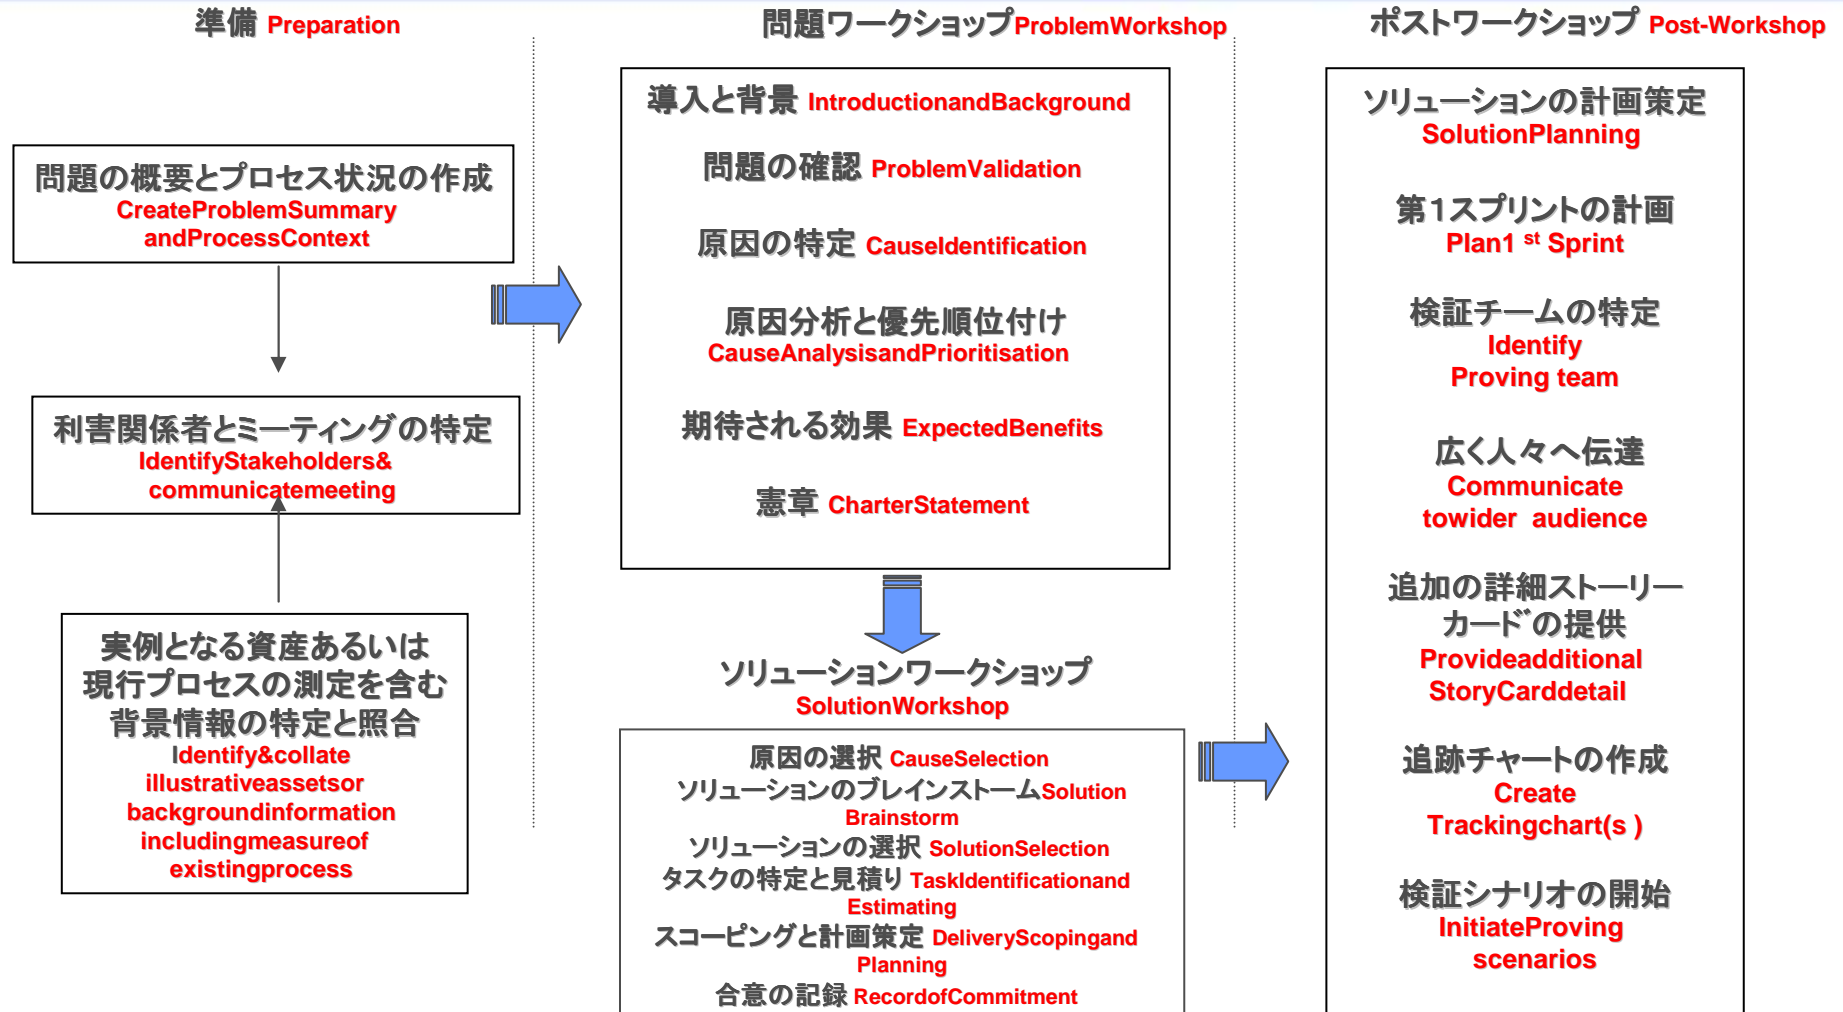 準備 Preparation
問題の概要とプロセス状況の作成
CreateProblemSummary
andProcessContext
利害関係者とミーティングの特定
IdentifyStakeholders&
communicatemeeting
実例となる資産あるいは
現行プロセスの測定を含む
背景情報の特定と照合
Identify&collate
illustrativeassetsor
backgroundinformation
includingmeasureof
existingprocess
問題ワークショップProblemWorkshop
導入と背景 IntroductionandBackground
問題の確認 ProblemValidation
原因の特定 CauseIdentification
原因分析と優先順位付け
CauseAnalysisandPrioritisation
期待される効果 ExpectedBenefits
憲章 CharterStatement
ソリューションワークショップ
SolutionWorkshop
原因の選択 CauseSelection
ソリューションのブレインストームSolution
Brainstorm
ソリューションの選択 SolutionSelection
タスクの特定と見積り TaskIdentificationand
Estimating
スコーピングと計画策定 DeliveryScopingand
Planning
合意の記録 RecordofCommitment
ポストワークショップ Post-Workshop
ソリューションの計画策定
SolutionPlanning
第1スプリントの計画
Plan1 st Sprint
検証チームの特定
Identify
Proving team
広く人々へ伝達
Communicate
towider audience
追加の詳細ストーリー
カードの提供
Provideadditional
StoryCarddetail
追跡チャートの作成
Create
Trackingchart(s )
検証シナリオの開始
InitiateProving
scenarios